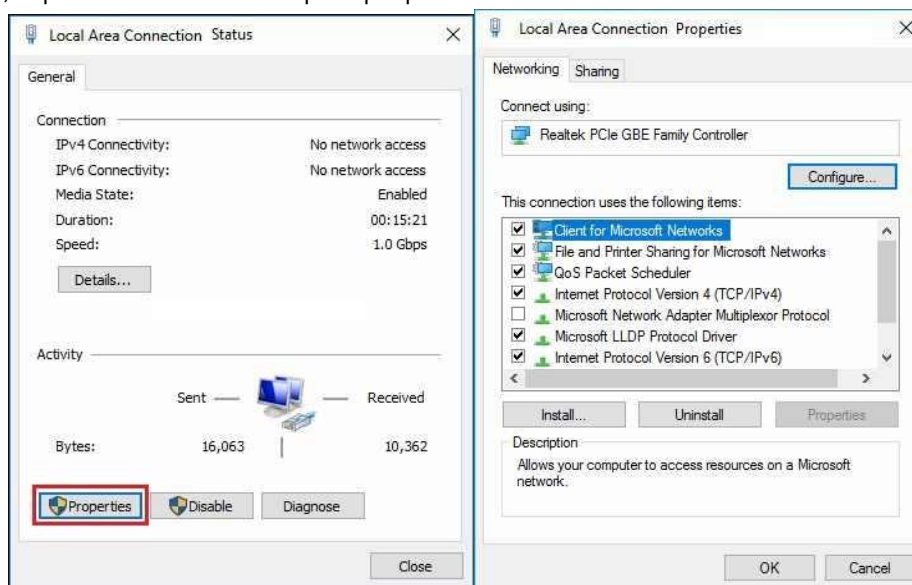 Local Area Connection Status
General
Connection
IPv4 Connectivity: No network access
IPv6 Connectivity: No network access
Media State: Enabled
Duration: 00:15:21
Speed: 1.0 Gbps
Details...
Activity
Sent Received
Bytes: 16,063 10,362
Properties Disable Diagnose
Close
Local Area Connection Properties
Networking Sharing
Connect using:
Realtek PCIe GBE Family Controller
Configure...
This connection uses the following items:
Client for Microsoft Networks
File and Printer Sharing for Microsoft Networks
QoS Packet Scheduler
Internet Protocol Version 4 (TCP/IPv4)
Microsoft Network Adapter Multiplexor Protocol
Microsoft LLDP Protocol Driver
Internet Protocol Version 6 (TCP/IPv6)
Install... Uninstall Properties
Description
Allows your computer to access resources on a Microsoft
network.
OK Cancel